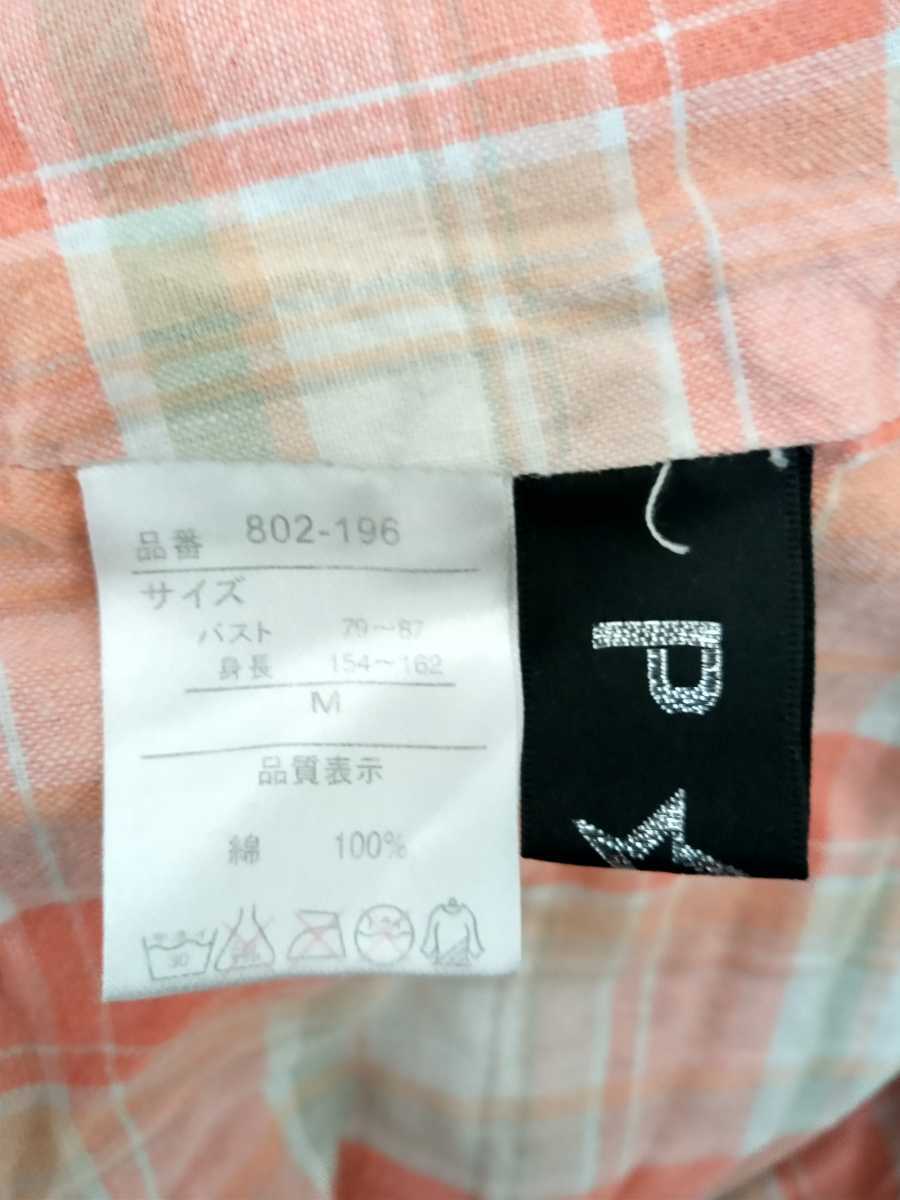 品番 802-196
サイズ
バスト 79～87
身長 154～162
M
品質表示
綿 100%
P